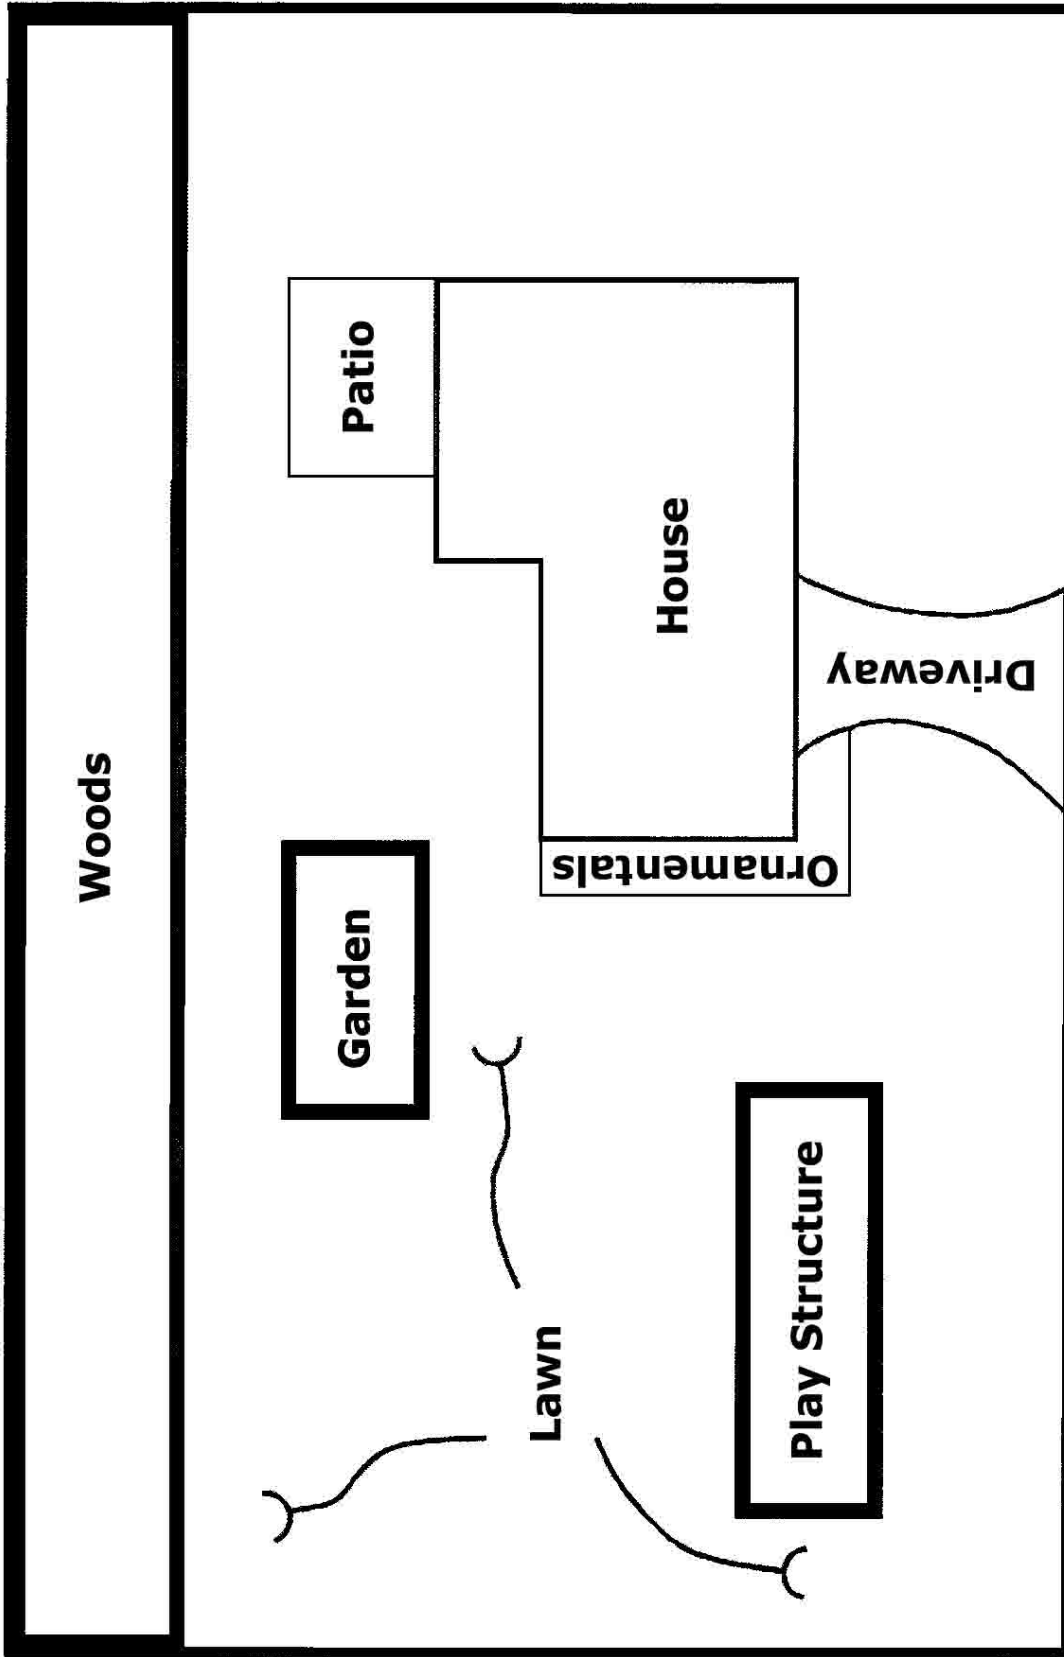 Woods
Patio
House
Driveway
Ornamentals
Garden
Lawn
Play Structure